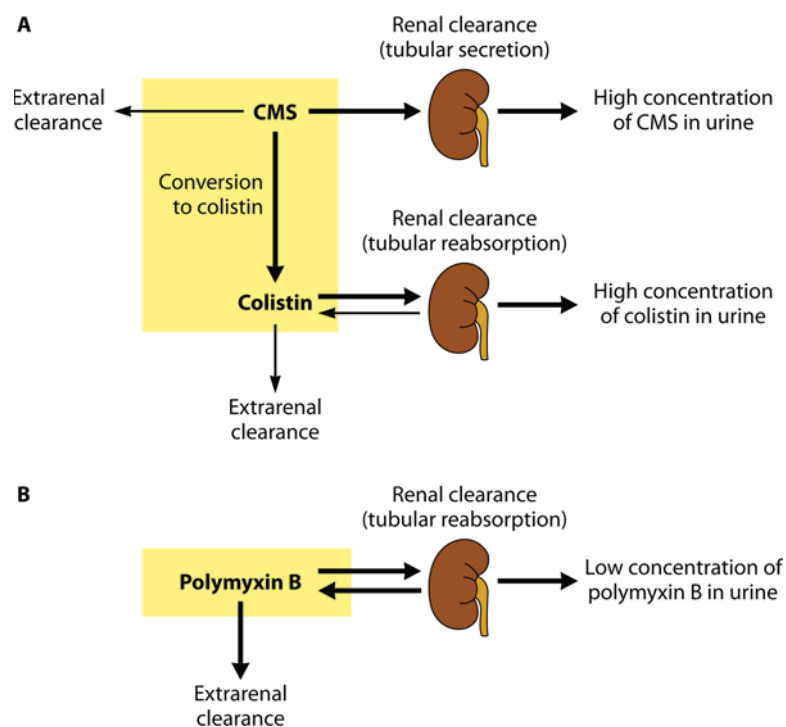 A
Renal clearance
(tubular secretion)
Extrarenal
clearance
CMS
High concentration
of CMS in urine
Conversion
to colistin
Renal clearance
(tubular reabsorption)
Colistin
High concentration
of colistin in urine
Extrarenal
clearance
B
Renal clearance
(tubular reabsorption)
Polymyxin B
Low concentration of
polymyxin B in urine
Extrarenal
clearance